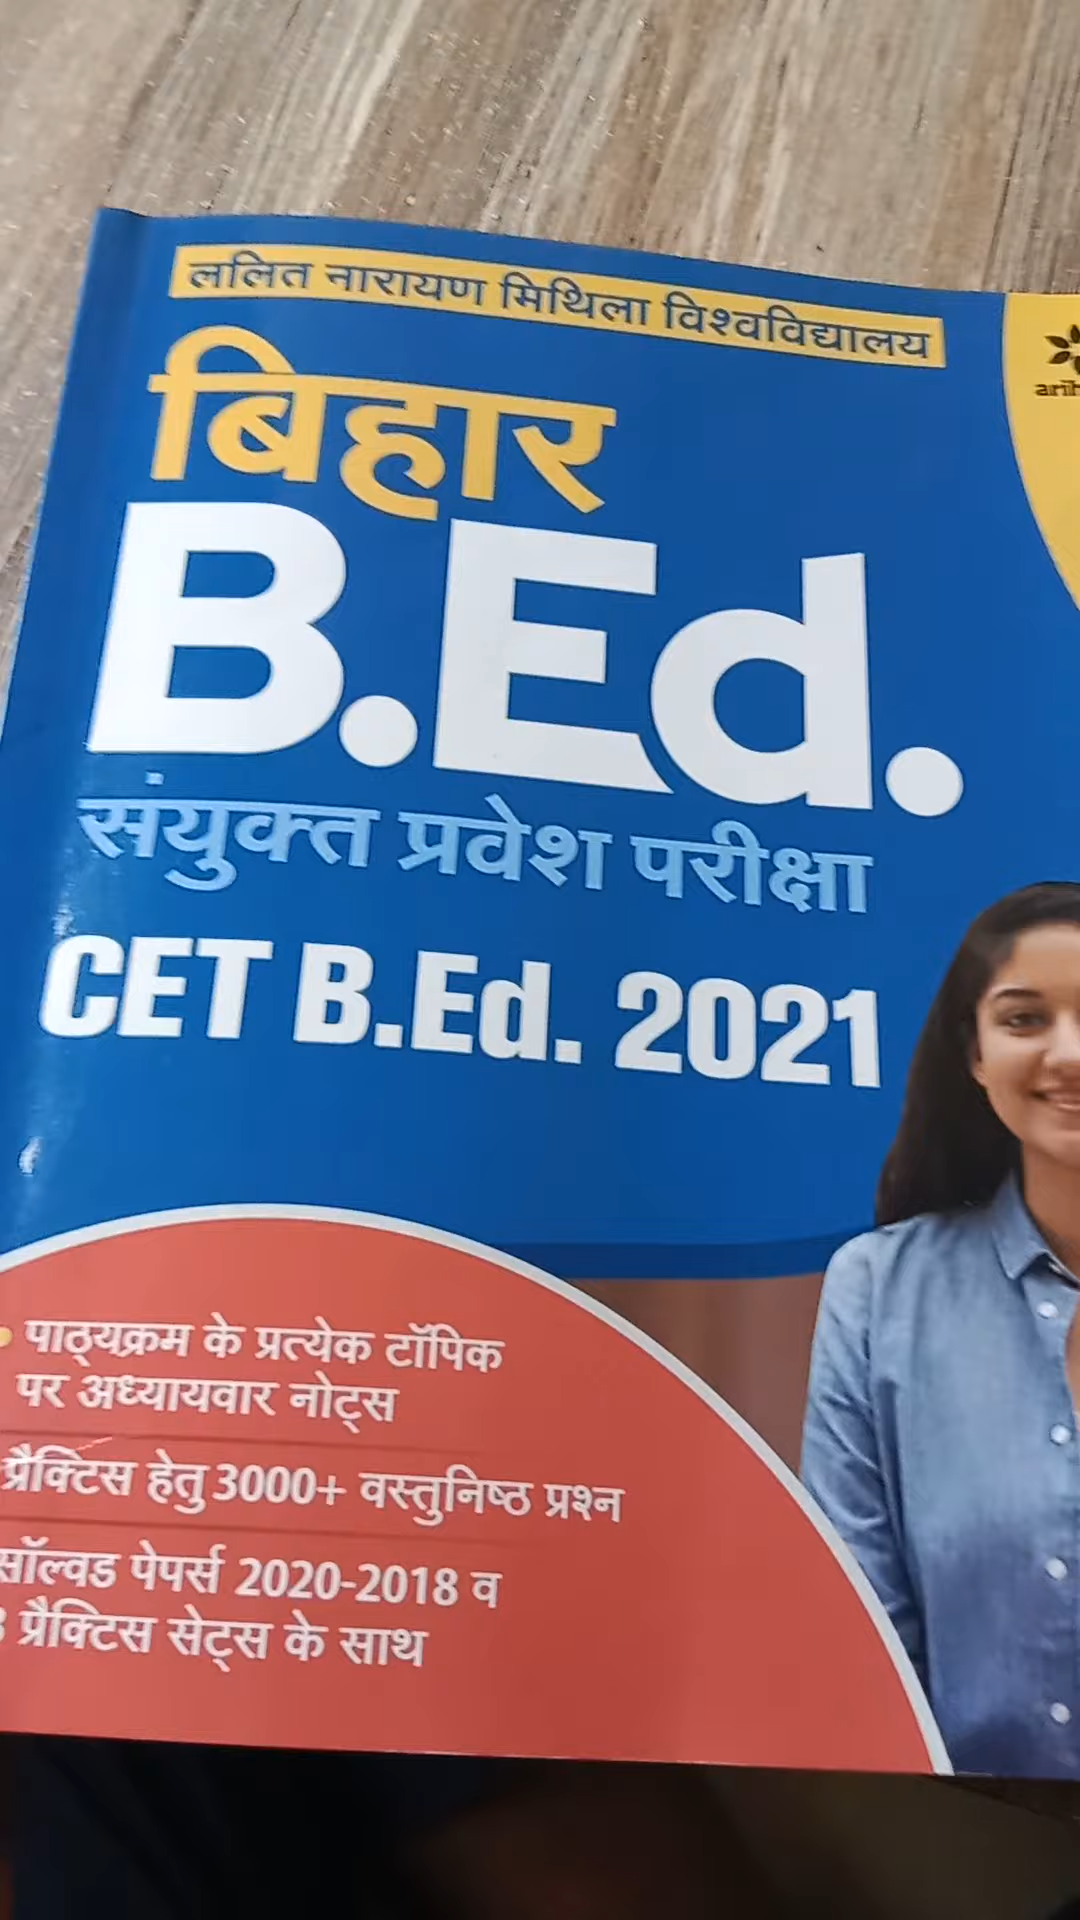 ललित नारायण मिथिला विश्वविद्यालय
बिहार
B.Ed.
संयुक्त प्रवेश परीक्षा
CET B.Ed. 2021
पाठ्यक्रम के प्रत्येक टॉपिक
पर अध्यायवार नोट्स
प्रैक्टिस हेतु 3000+ वस्तुनिष्ठ प्रश्न
सॉल्वड पेपर्स 2020-2018 व
प्रैक्टिस सेट्स के साथ